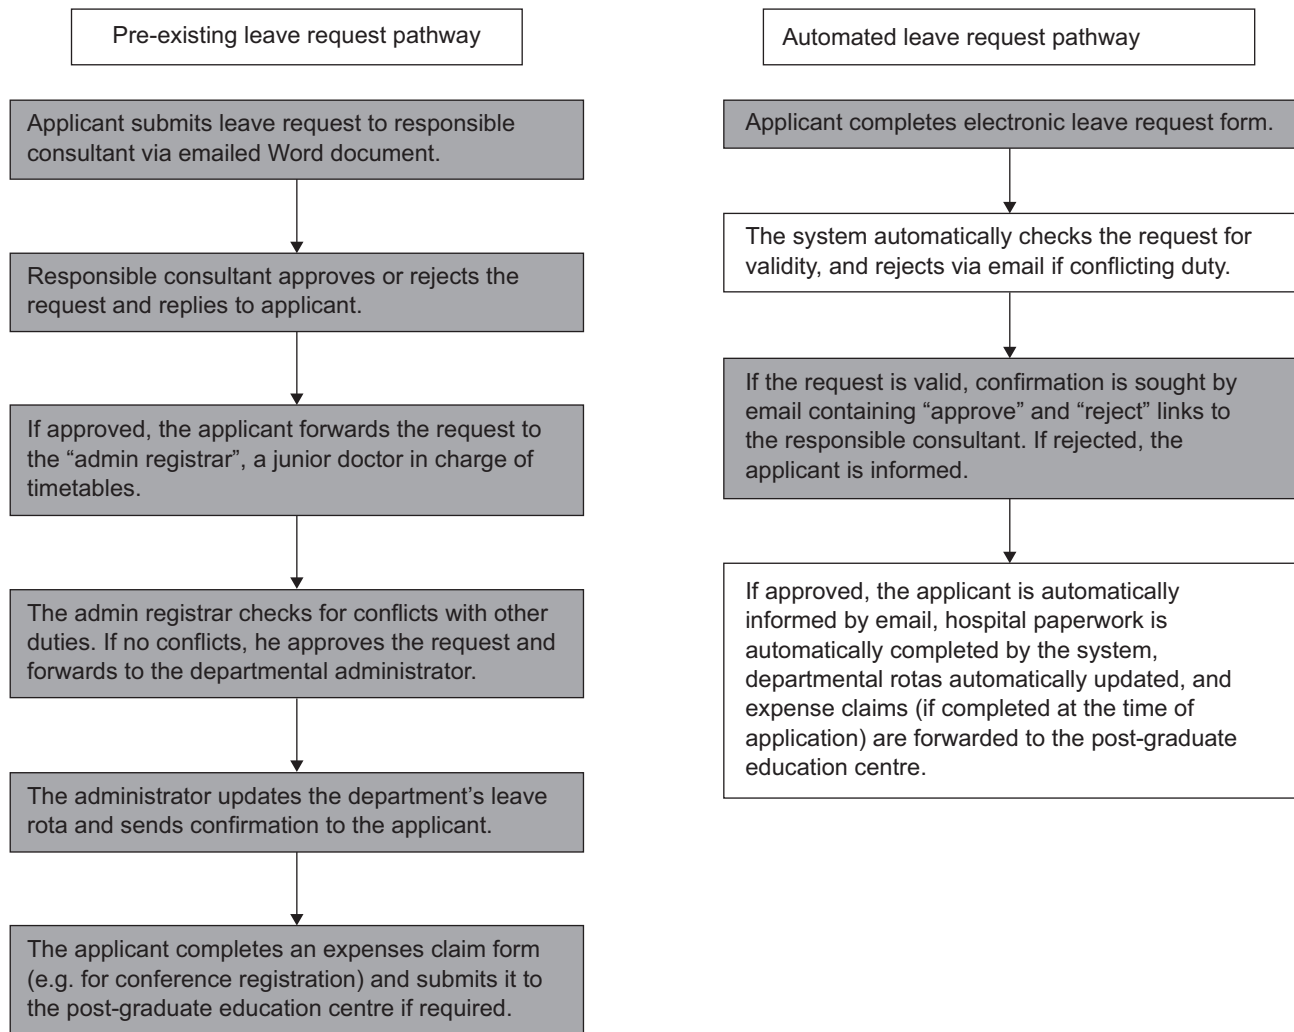 Pre-existing leave request pathway
Applicant submits leave request to responsible
consultant via emailed Word document.
Responsible consultant approves or rejects the
request and replies to applicant.
If approved, the applicant forwards the request to
the “admin registrar”, a junior doctor in charge of
timetables.
The admin registrar checks for conflicts with other
duties. If no conflicts, he approves the request and
forwards to the departmental administrator.
The administrator updates the department’s leave
rota and sends confirmation to the applicant.
The applicant completes an expenses claim form
(e.g. for conference registration) and submits it to
the post-graduate education centre if required.
Automated leave request pathway
Applicant completes electronic leave request form.
The system automatically checks the request for
validity, and rejects via email if conflicting duty.
If the request is valid, confirmation is sought by
email containing “approve” and “reject” links to
the responsible consultant. If rejected, the
applicant is informed.
If approved, the applicant is automatically
informed by email, hospital paperwork is
automatically completed by the system,
departmental rotas automatically updated, and
expense claims (if completed at the time of
application) are forwarded to the post-graduate
education centre.